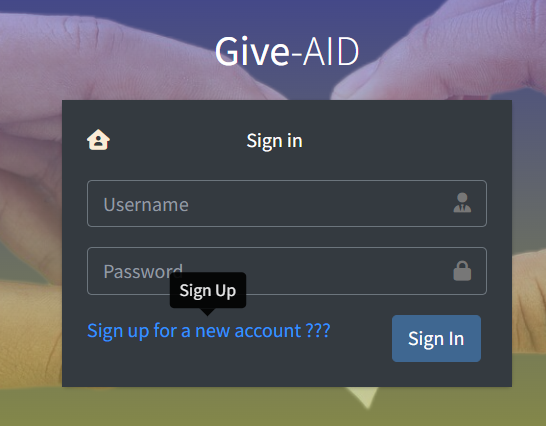 Give-AID
Sign in
Username
Password
Sign Up
Sign up for a new account ???
Sign In